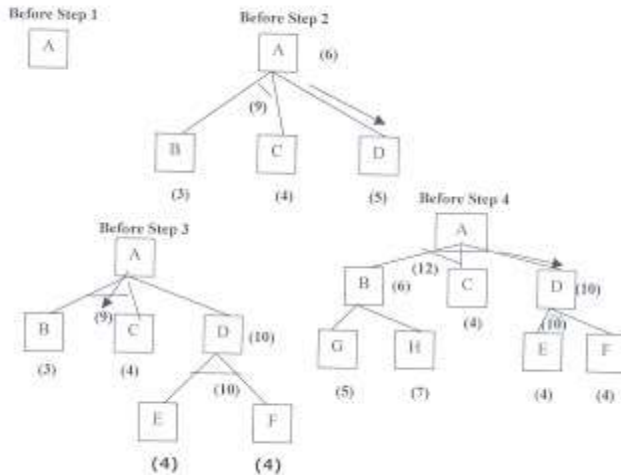 Before Step 1
A
Before Step 2
A (6)
(9)
B C D
(3) (4) (5)
Before Step 3
A
(9)
B C D (10)
(3) (4)
(10)
E F
(4) (4)
Before Step 4
A
(12)
B (6) C D (10)
(4)
(10)
G H E F
(5) (7) (4) (4)